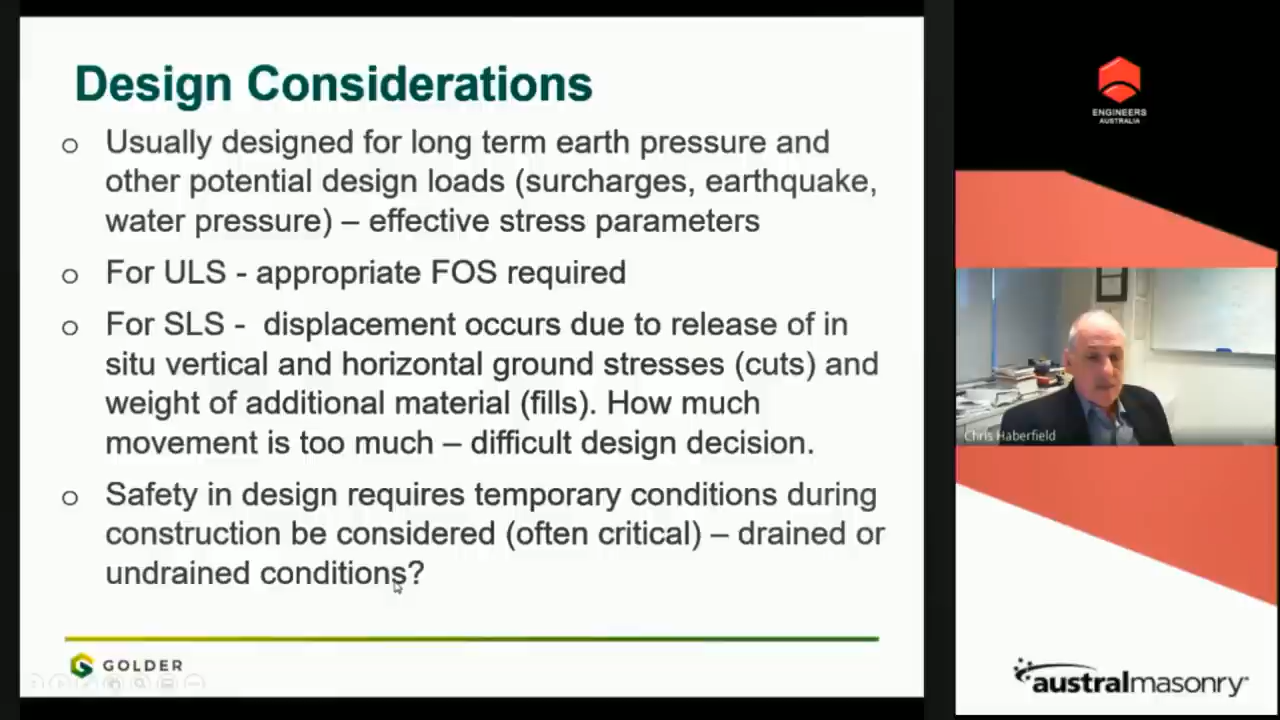 Design Considerations
o Usually designed for long term earth pressure and
other potential design loads (surcharges, earthquake,
water pressure) – effective stress parameters
o For ULS - appropriate FOS required
o For SLS - displacement occurs due to release of in
situ vertical and horizontal ground stresses (cuts) and
weight of additional material (fills). How much
movement is too much – difficult design decision.
o Safety in design requires temporary conditions during
construction be considered (often critical) – drained or
undrained conditions?
GOLDER
ENGINEERS
AUSTRALIA
Chris Haberfield
australmasonry